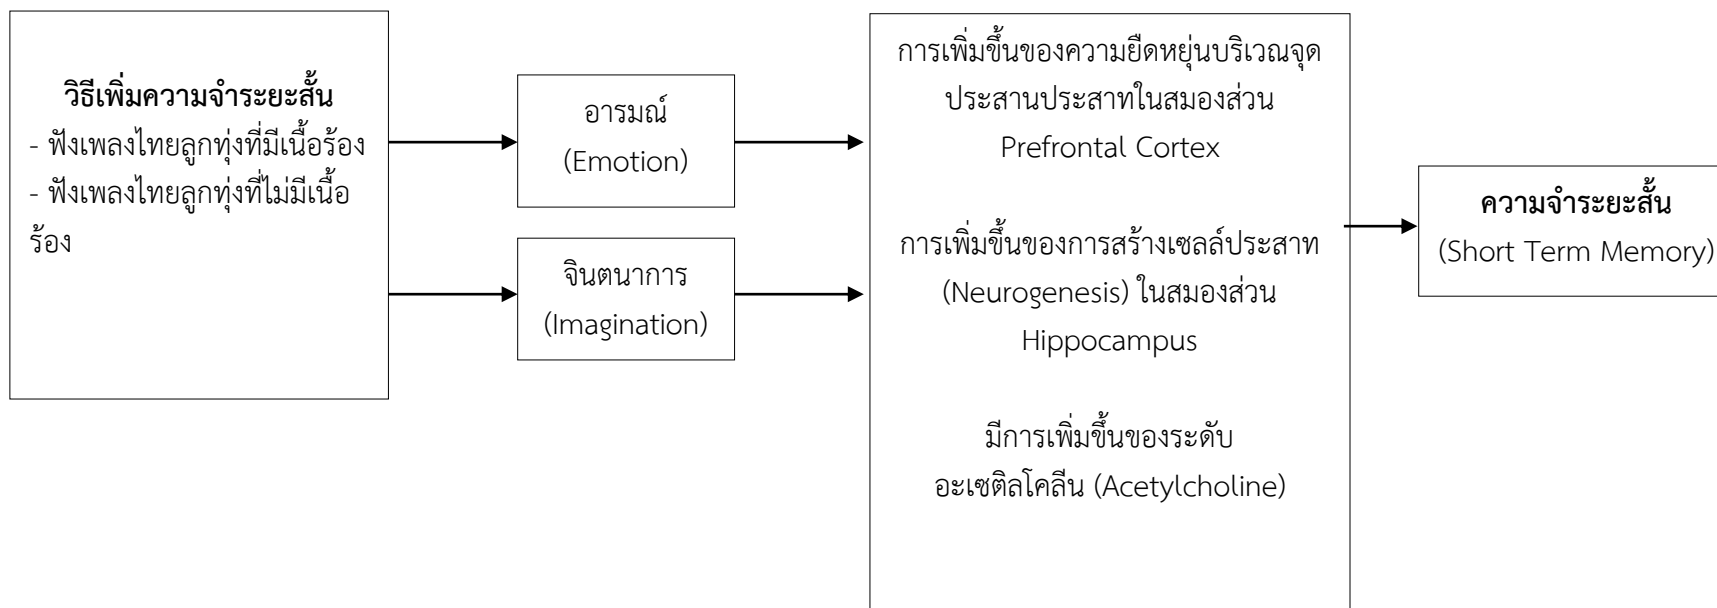 วิธีเพิ่มความจำระยะสั้น
- ฟังเพลงไทยลูกทุ่งที่มีเนื้อร้อง
- ฟังเพลงไทยลูกทุ่งที่ไม่มีเนื้อ
ร้อง
อารมณ์
(Emotion)
จินตนาการ
(Imagination)
การเพิ่มขึ้นของความยืดหยุ่นบริเวณจุด
ประสานประสาทในสมองส่วน
Prefrontal Cortex
การเพิ่มขึ้นของการสร้างเซลล์ประสาท
(Neurogenesis) ในสมองส่วน
Hippocampus
มีการเพิ่มขึ้นของระดับ
อะเซติลโคลีน (Acetylcholine)
ความจำระยะสั้น
(Short Term Memory)